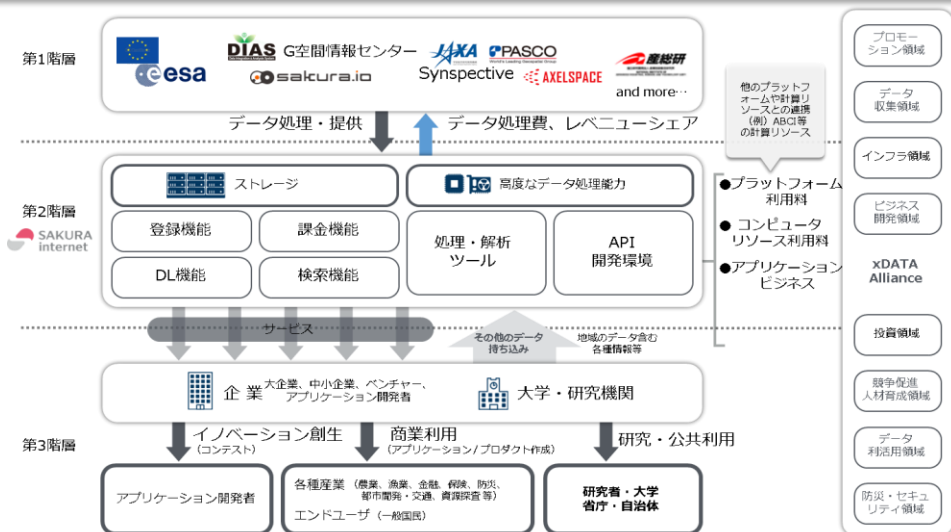 第1階層
esa
DIAS
G空間情報センター
JAXA
PASCO
World's Leading Geospatial Group
産総研
sakura.io
Synspective
AXELSPACE
and more…
データ処理・提供
データ処理費、レベニューシェア
他のプラットフ
ォームや計算リ
ソースとの連携
(例)ABCI等
の計算リソース
第2階層
SAKURA
internet
ストレージ
高度なデータ処理能力
登録機能
課金機能
DL機能
検索機能
処理・解析
ツール
API
開発環境
●プラットフォーム
利用料
● コンピュータ
リソース利用料
●アプリケーション
ビジネス
サービス
その他のデータ
持ち込み
地域のデータ含む
各種情報等
第3階層
企業
大企業、中小企業、ベンチャー、
アプリケーション開発者
大学・研究機関
イノベーション創生
(コンテスト)
商業利用
(アプリケーション/プロダクト作成)
研究・公共利用
アプリケーション開発者
各種産業(農業、漁業、金融、保険、防災、
都市開発・交通、資源探査 等)
エンドユーザ(一般国民)
研究者・大学
省庁・自治体
プロモー
ション領域
データ
収集領域
インフラ領域
ビジネス
開発領域
xDATA
Alliance
投資領域
競争促進
人材育成領域
データ
利活用領域
防災・セキュ
リティ領域